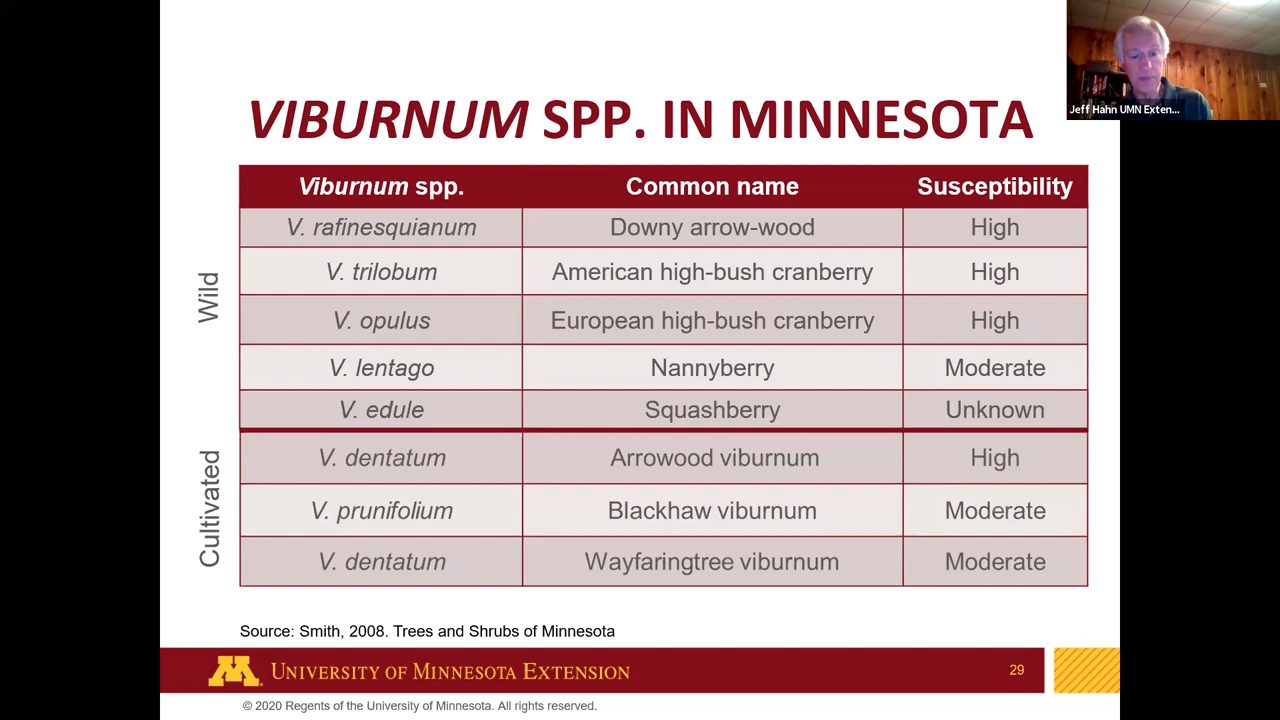 VIBURNUM SPP. IN MINNESOTA
Jeff Hahn UMN Exten...
Viburnum spp. Common name Susceptibility
Wild
V. rafinesquianum Downy arrow-wood High
V. trilobum American high-bush cranberry High
V. opulus European high-bush cranberry High
V. lentago Nannyberry Moderate
V. edule Squashberry Unknown
Cultivated
V. dentatum Arrowood viburnum High
V. prunifolium Blackhaw viburnum Moderate
V. dentatum Wayfaringtree viburnum Moderate
Source: Smith, 2008. Trees and Shrubs of Minnesota
M UNIVERSITY OF MINNESOTA EXTENSION
29
© 2020 Regents of the University of Minnesota. All rights reserved.